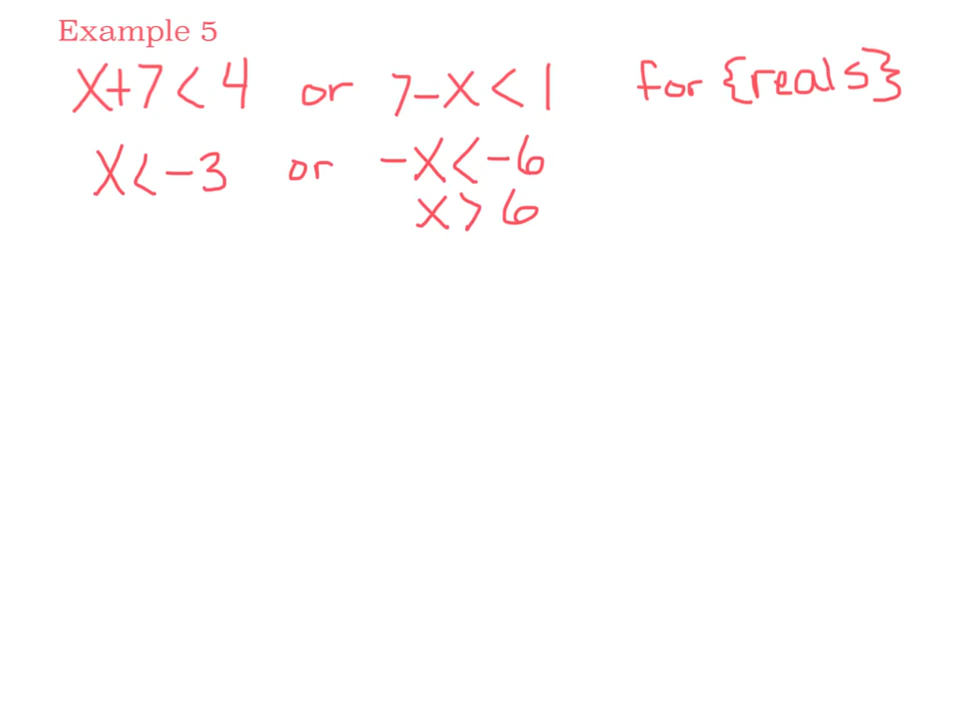 Example 5
x+7<4 or 7-x<1 for {reals}
x<-3 or -x<-6
x>6